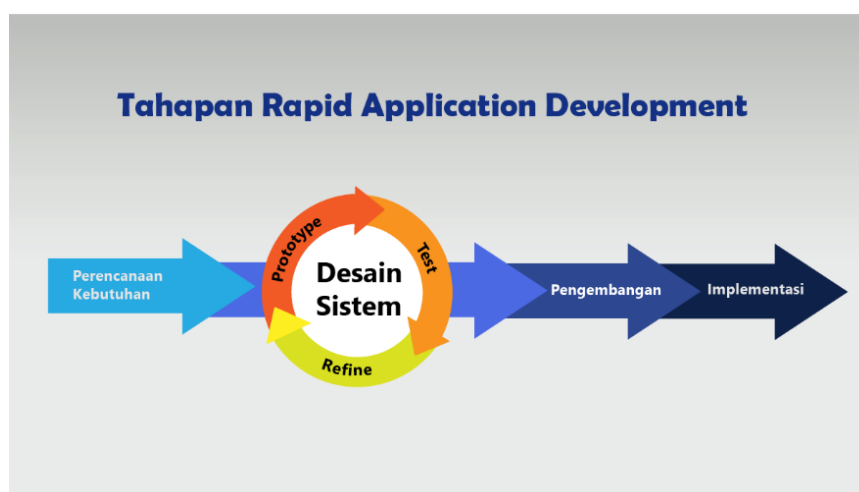 Tahapan Rapid Application Development
Perencanaan
Kebutuhan
Prototype
Test
Refine
Desain
Sistem
Pengembangan
Implementasi